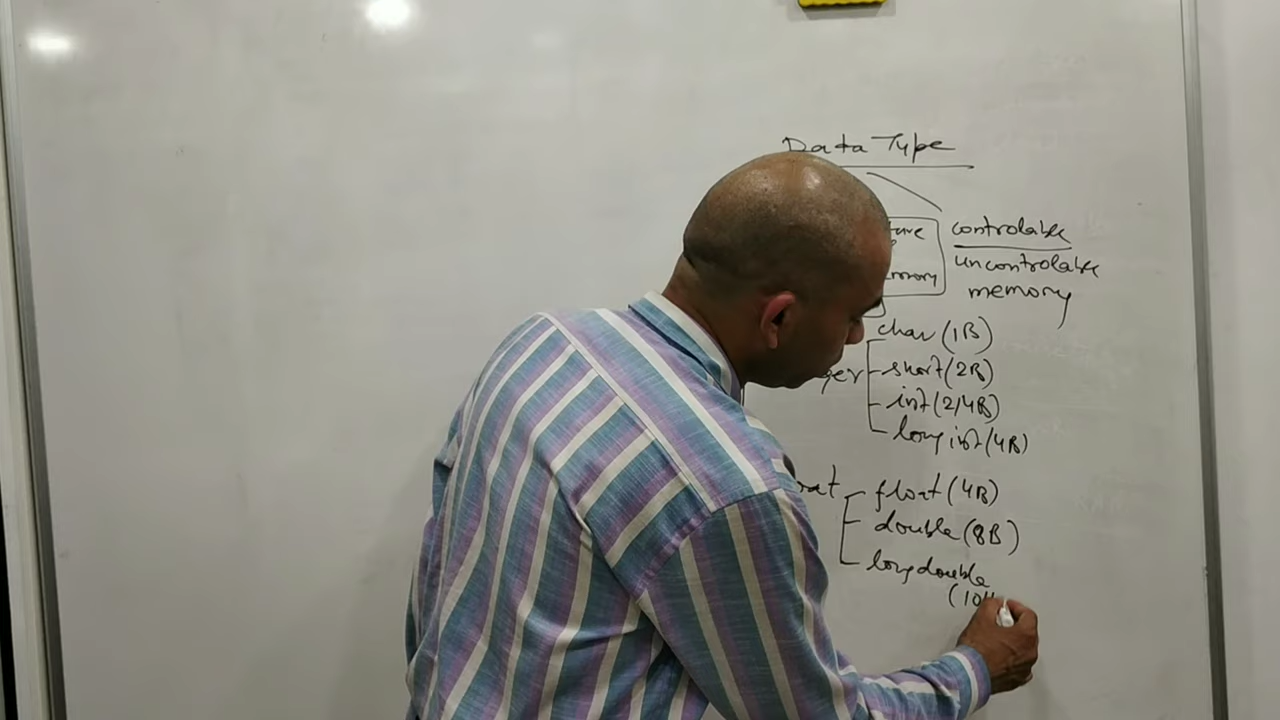 Data Type
controlable
uncontrolable
memory
char (1B)
short (2B)
int (2/4B)
long int (4B)
float (4B)
double (8B)
long double